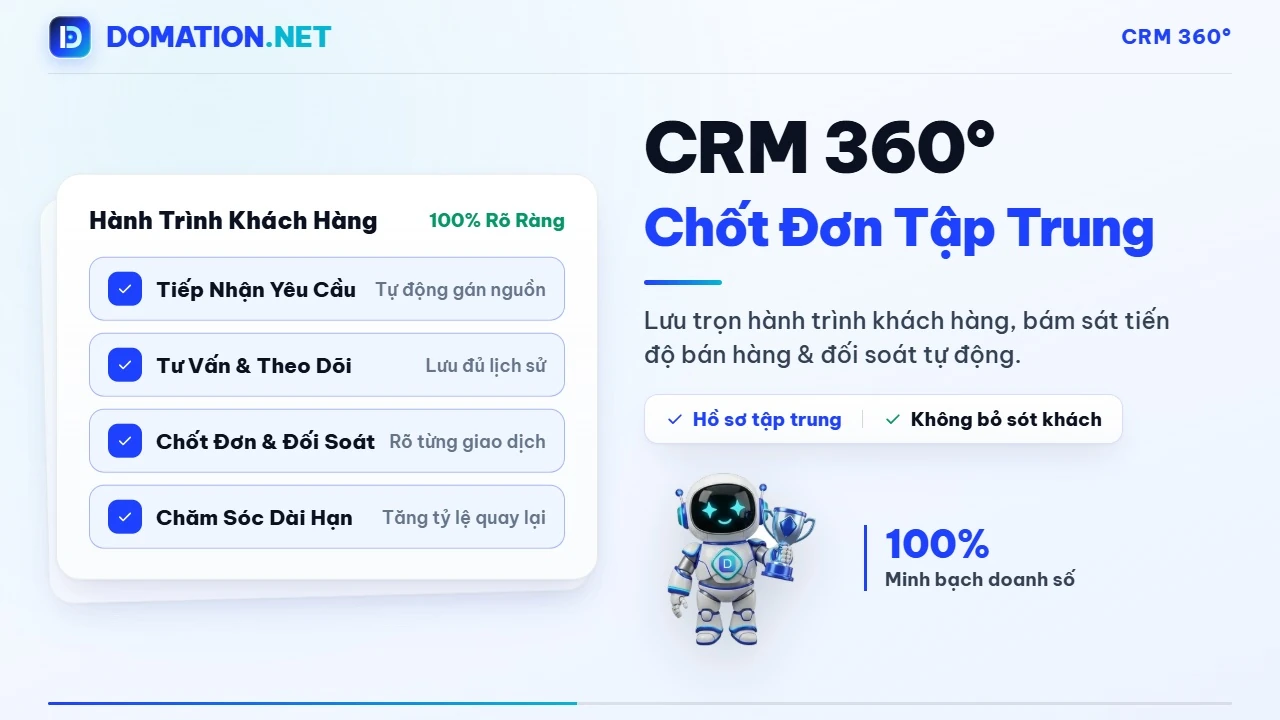 DOMATION.NET
CRM 360°
Hành Trình Khách Hàng
100% Rõ Ràng
Tiếp Nhận Yêu Cầu
Tự động gán nguồn
Tư Vấn & Theo Dõi
Lưu đủ lịch sử
Chốt Đơn & Đối Soát
Rõ từng giao dịch
Chăm Sóc Dài Hạn
Tăng tỷ lệ quay lại
CRM 360°
Chốt Đơn Tập Trung
Lưu trọn hành trình khách hàng, bám sát tiến
độ bán hàng & đối soát tự động.
Hồ sơ tập trung
Không bỏ sót khách
D
100%
Minh bạch doanh số